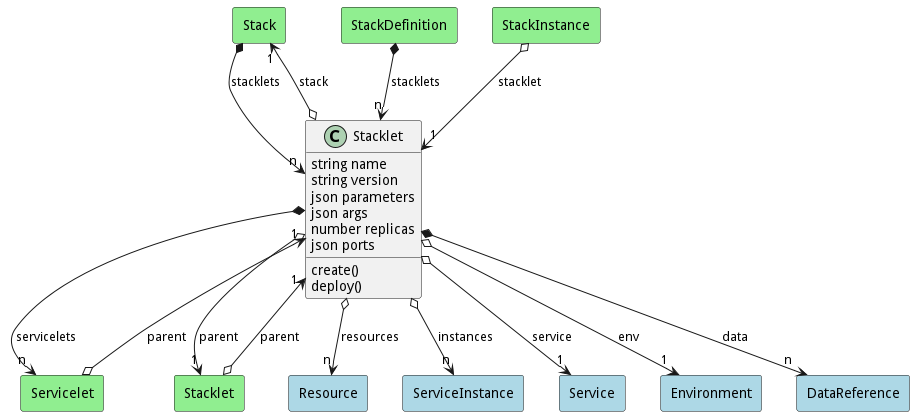 Stack
StackDefinition
StackInstance
1
stacklets
stack
stacklets
stacklet
n
1
n
C Stacklet
string name
string version
json parameters
json args
number replicas
json ports
create()
deploy()
1
1
servicelets
parent
parent
parent
resources
instances
service
env
data
n
1
n
n
1
1
n
Servicelet
Stacklet
Resource
ServiceInstance
Service
Environment
DataReference